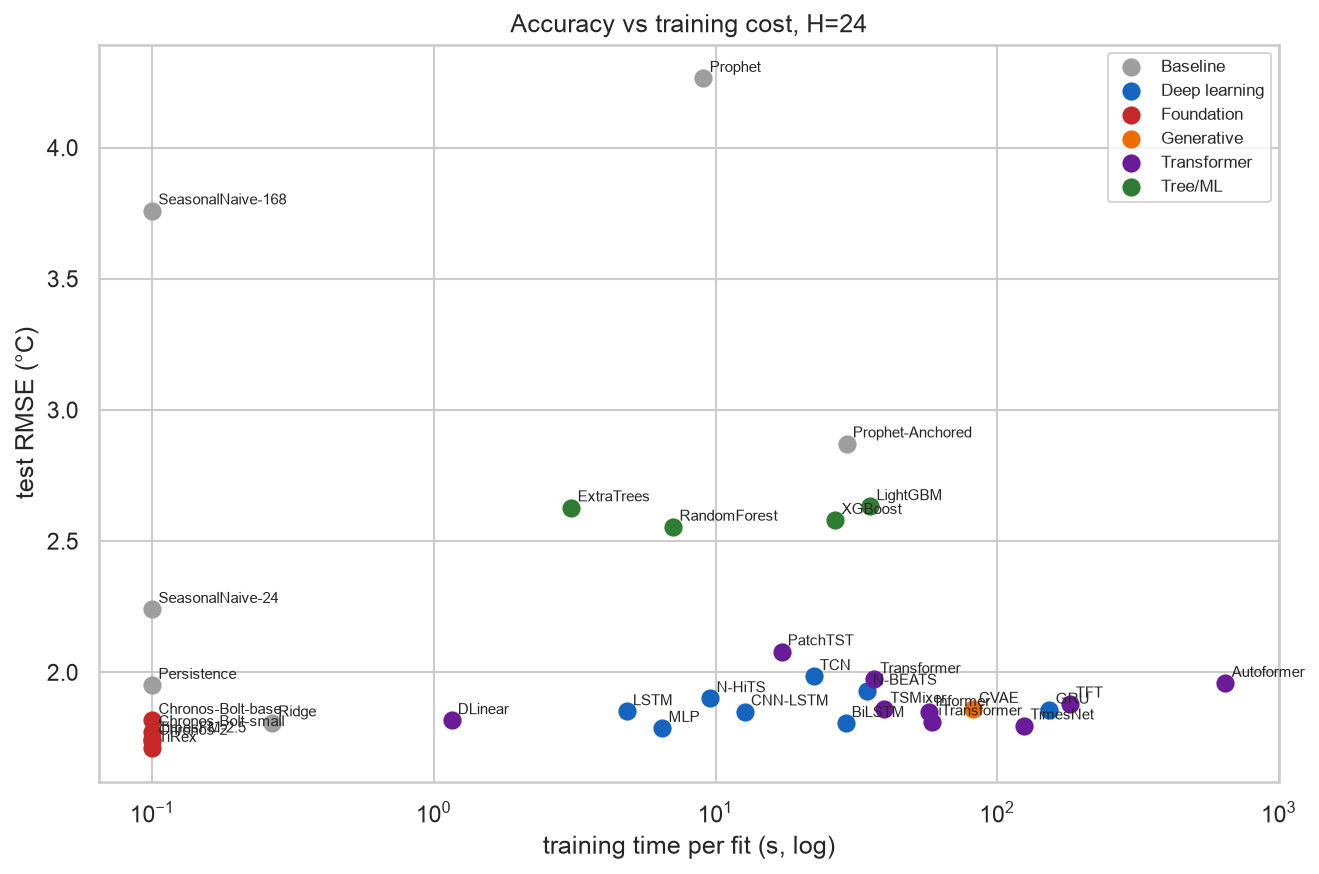 Accuracy vs training cost, H=24
test RMSE (°C)
4.0
3.5
3.0
2.5
2.0
Prophet
SeasonalNaive-168
Prophet-Anchored
ExtraTrees
RandomForest
LightGBM
XGBoost
SeasonalNaive-24
Persistence
PatchTST
TCN
Transformer
N-BEATS
Autoformer
Chronos-Bolt-base
Chronos-Bolt-small
Chronos-2
TiRex
Ridge
DLinear
LSTM
MLP
N-HiTS
CNN-LSTM
BiLSTM
TSMixer
Informer
iTransformer
CVAE
GRU
TFT
TimesNet
Baseline
Deep learning
Foundation
Generative
Transformer
Tree/ML
10⁻¹
10⁰
10¹
10²
10³
training time per fit (s, log)